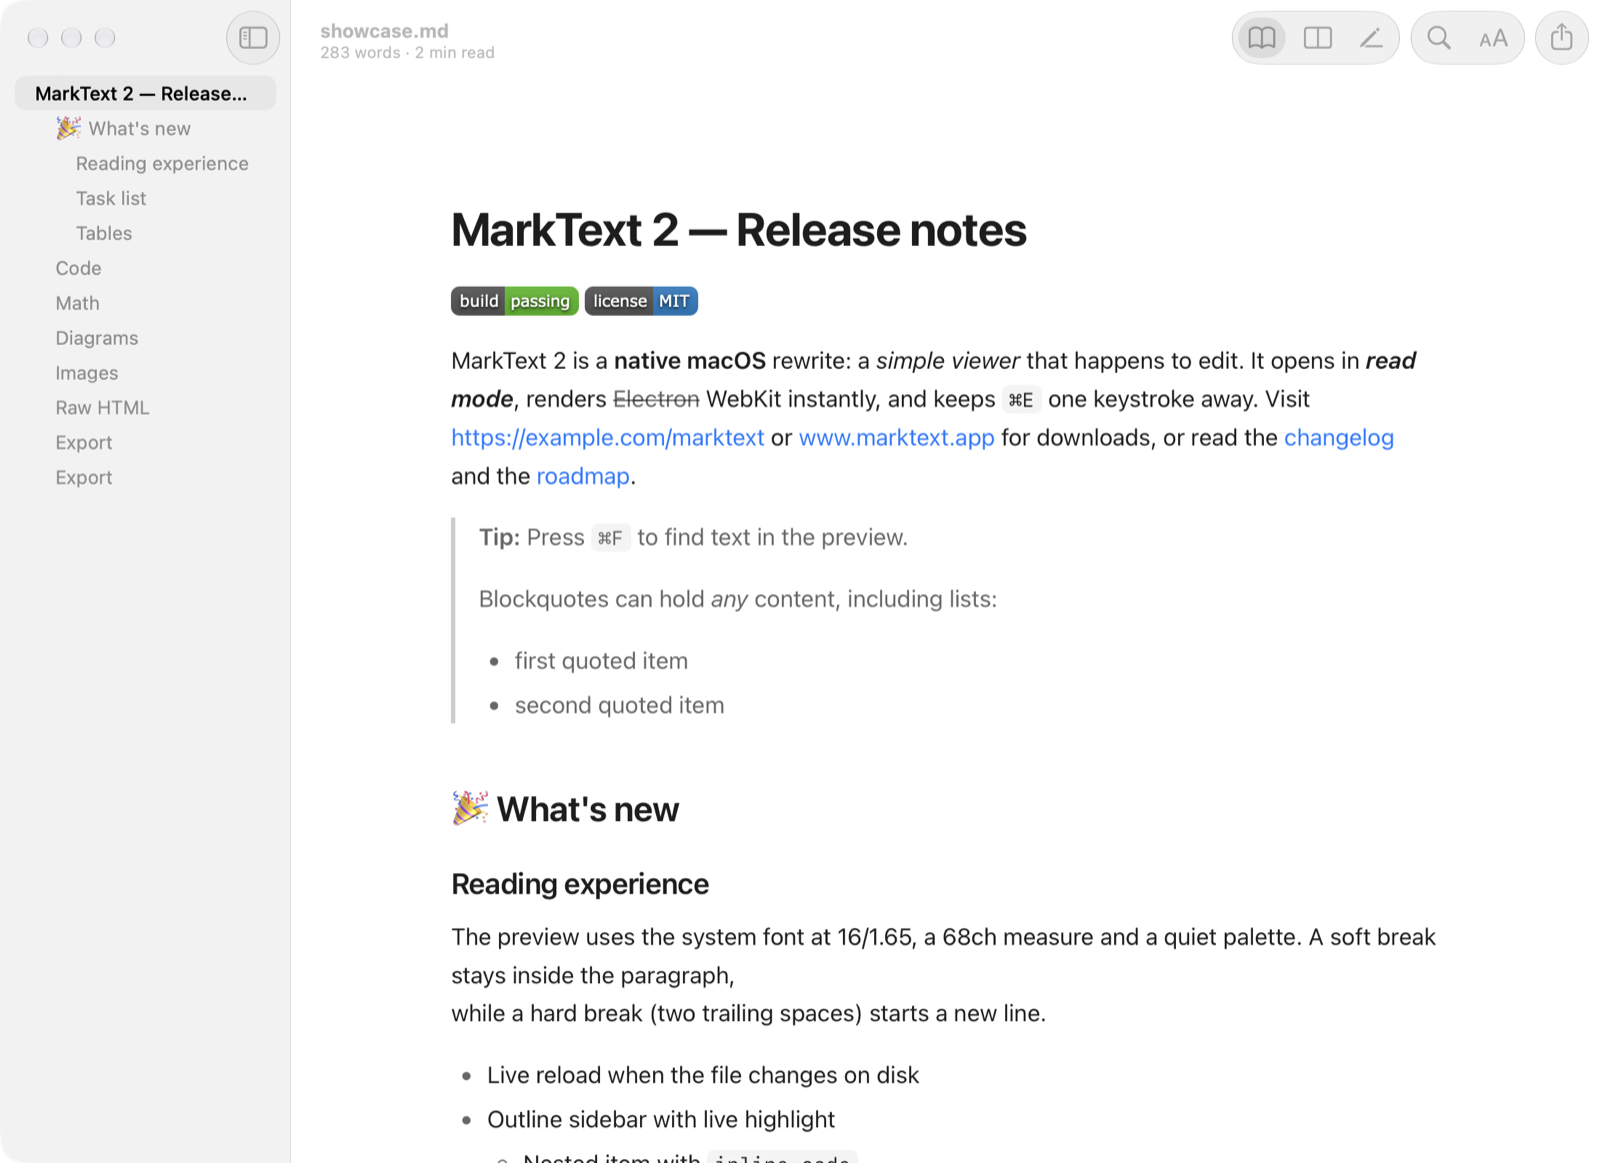 showcase.md
283 words · 2 min read
AA
MarkText 2 — Release...
🎉 What's new
Reading experience
Task list
Tables
Code
Math
Diagrams
Images
Raw HTML
Export
Export
MarkText 2 — Release notes
build passing license MIT
MarkText 2 is a native macOS rewrite: a simple viewer that happens to edit. It opens in read
mode, renders Electron WebKit instantly, and keeps ⌘E one keystroke away. Visit
https://example.com/marktext or www.marktext.app for downloads, or read the changelog
and the roadmap.
Tip: Press ⌘F to find text in the preview.
Blockquotes can hold any content, including lists:
• first quoted item
• second quoted item
🎉 What's new
Reading experience
The preview uses the system font at 16/1.65, a 68ch measure and a quiet palette. A soft break
stays inside the paragraph,
while a hard break (two trailing spaces) starts a new line.
• Live reload when the file changes on disk
• Outline sidebar with live highlight
◦ Nested item with inline code